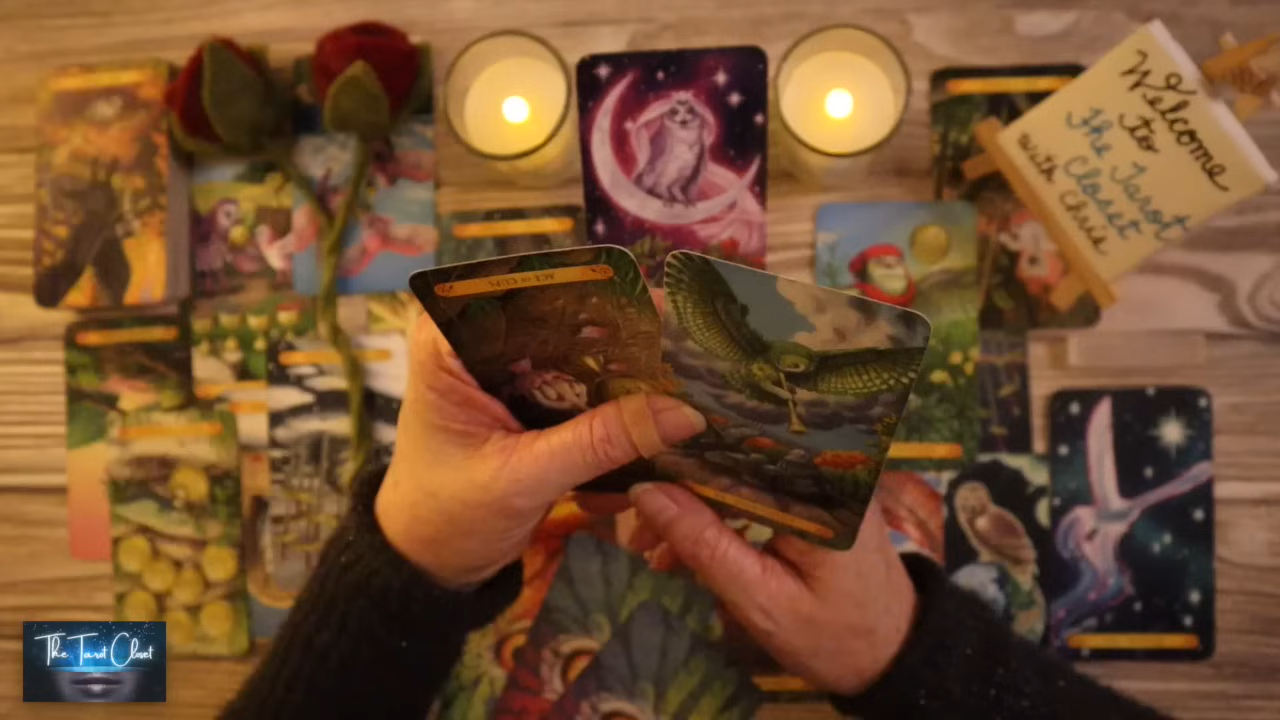 Welcome
to
The Tarot
Closet
with Chris
ACE OF CUPS
The Tarot Closet